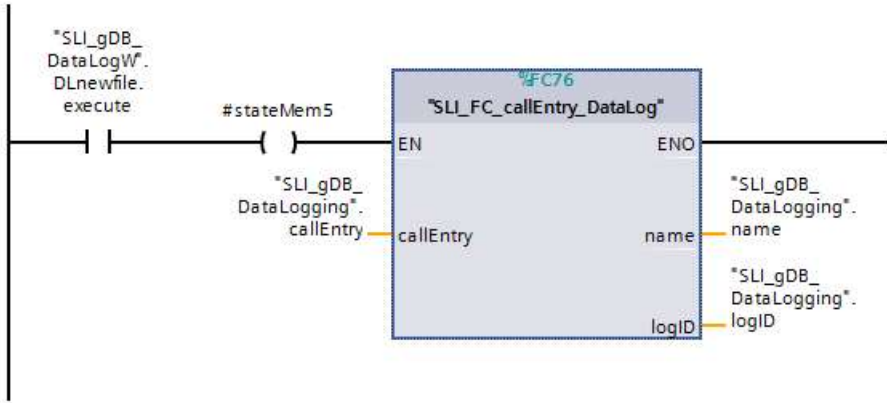 "SLI_gDB_
DataLogW".
DLnewfile.
execute
#stateMem5
%FC76
"SLI_FC_callEntry_DataLog"
EN
ENO
"SLI_gDB_
DataLogging".
callEntry
callEntry
name
"SLI_gDB_
DataLogging".
name
logID
"SLI_gDB_
DataLogging".
logID